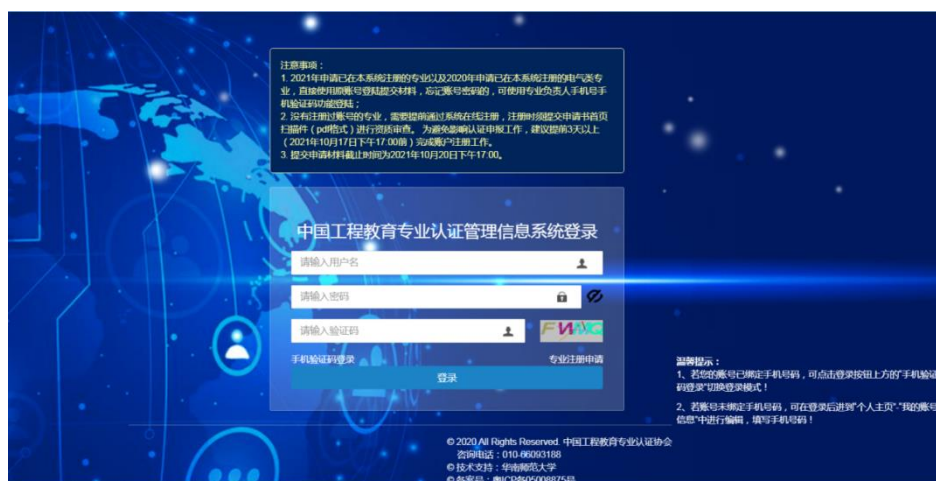 注意事项：
1. 2021年申请已在本系统注册的专业以及2020年申请已在本系统注册的电气类专
业，直接使用原账号登陆提交材料，忘记账号密码的，可使用专业负责人手机号手
机验证码功能登陆；
2. 没有注册过账号的专业，需要提前通过系统在线注册，注册时须提交申请书首页
扫描件（pdf格式）进行资质审查。 为避免影响认证申报工作，建议提前3天以上
（2021年10月17日下午17:00前）完成账户注册工作。
3. 提交申请材料截止时间为2021年10月20日下午17:00。
中国工程教育专业认证管理信息系统登录
请输入用户名
请输入密码
请输入验证码
手机验证码登录 专业注册申请
登录
温馨提示：
1、若您的账号已绑定手机号码，可点击登录按钮上方的“手机验证
码登录”切换登录模式！
2、若账号未绑定手机号码，可在登录后进到“个人主页”-“我的账号
信息”中进行编辑，填写手机号码！
© 2020 All Rights Reserved. 中国工程教育专业认证协会
咨询电话：010-66093188
©技术支持：华南师范大学
©备案号：粤ICP备05008875号